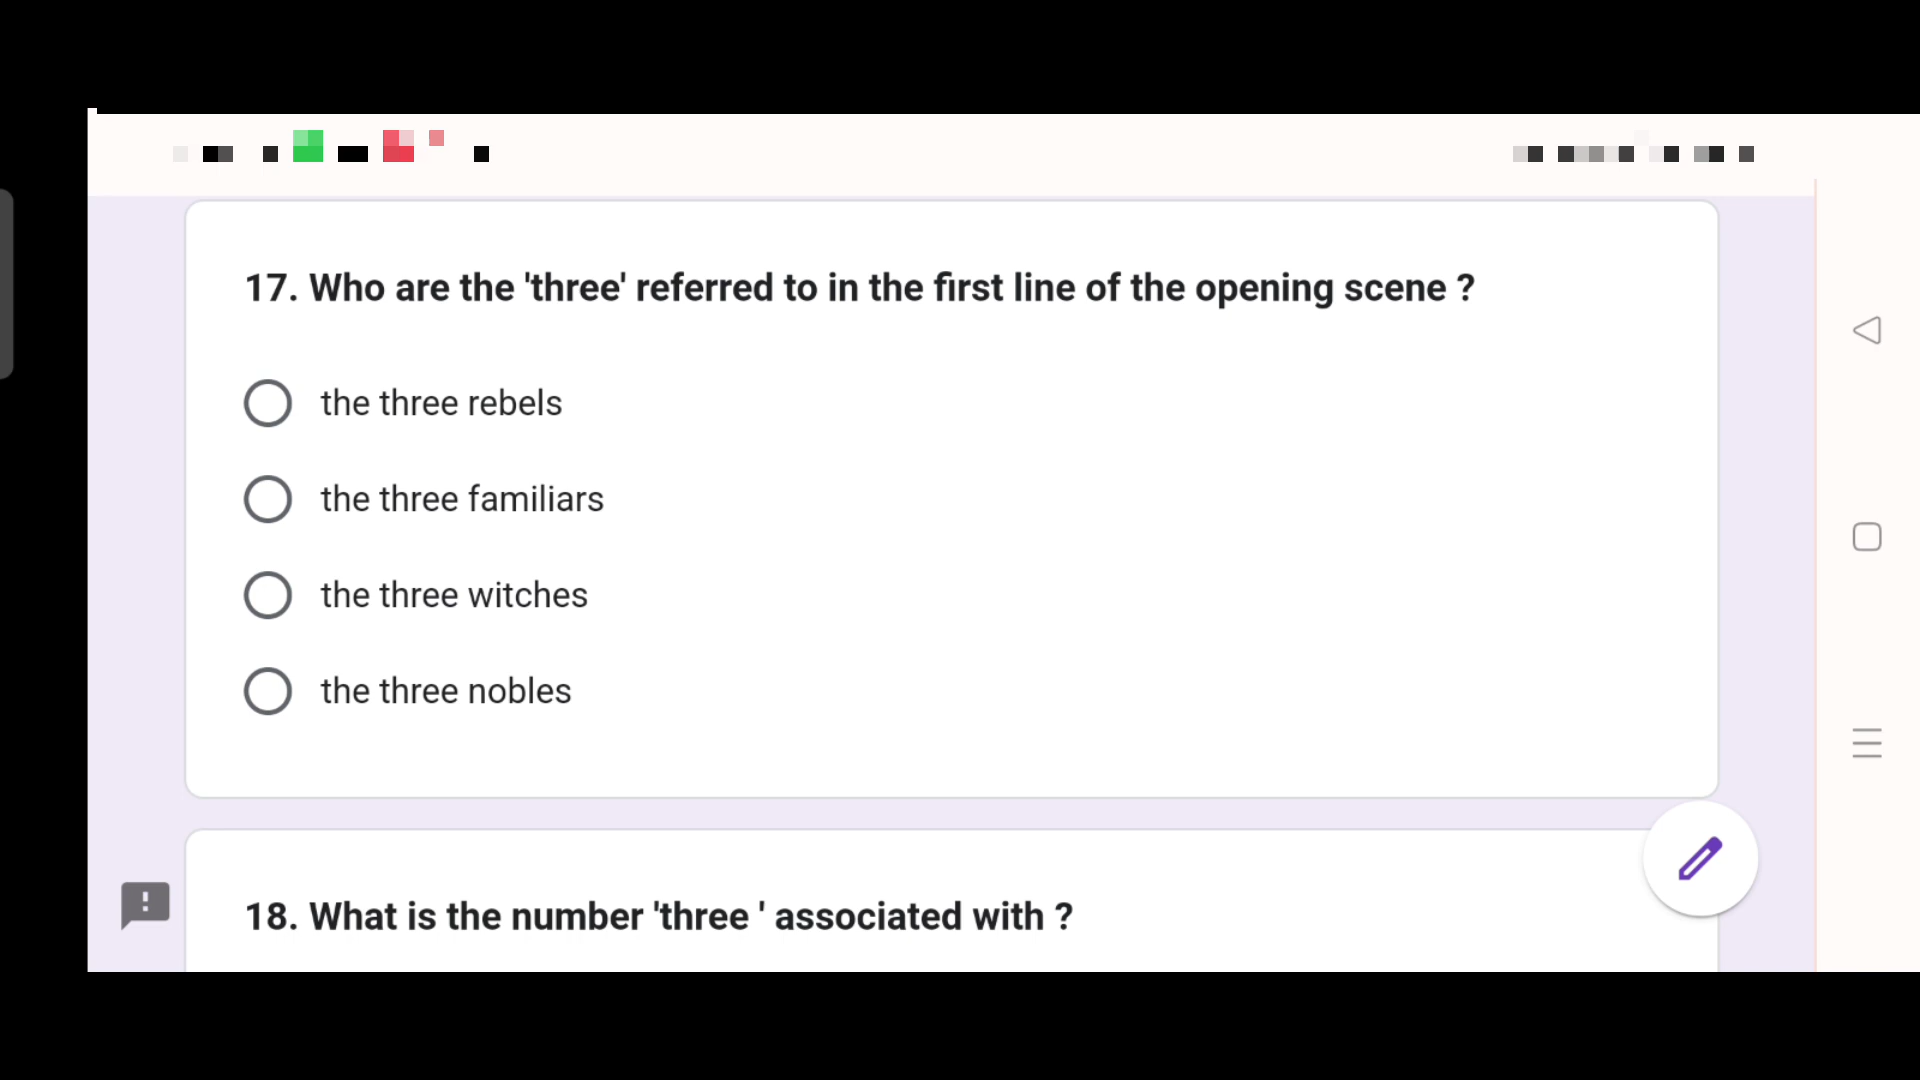 17. Who are the 'three' referred to in the first line of the opening scene ?
the three rebels
the three familiars
the three witches
the three nobles
18. What is the number 'three ' associated with ?